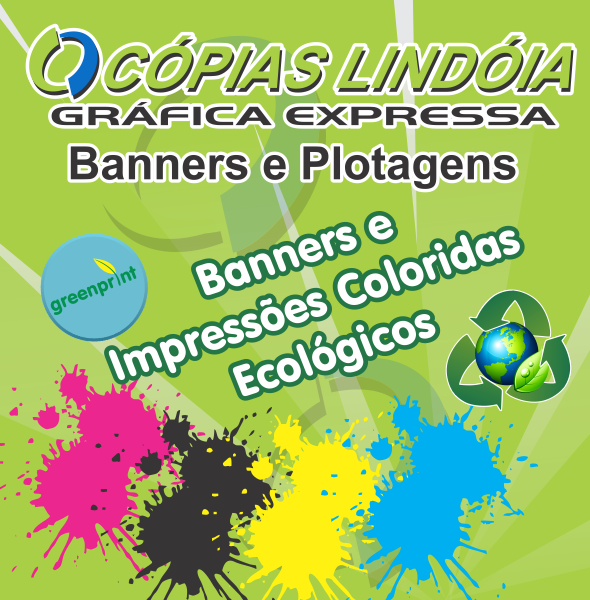 CÓPIAS LINDÓIA
GRÁFICA EXPRESSA
Banners e Plotagens
greenprint
Banners e
Impressões Coloridas
Ecológicos